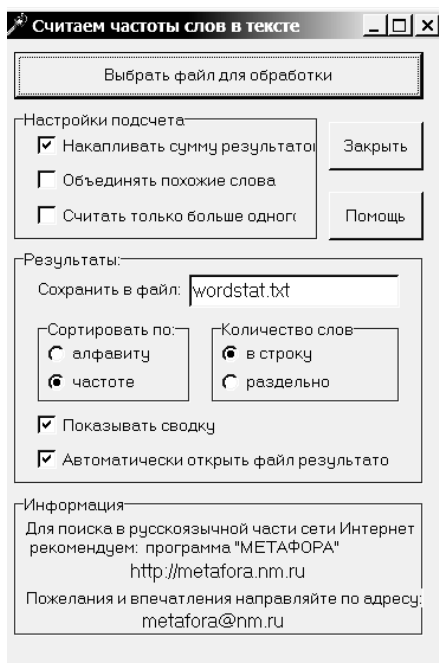 Считаем частоты слов в тексте
Выбрать файл для обработки
Настройки подсчета
Накапливать сумму результатов
Закрыть
Объединять похожие слова
Считать только больше одного
Помощь
Результаты:
Сохранить в файл: wordstat.txt
Сортировать по:
Количество слов
алфавиту
в строку
частоте
раздельно
Показывать сводку
Автоматически открыть файл результато
Информация
Для поиска в русскоязычной части сети Интернет
рекомендуем: программа "МЕТАФОРА"
http://metafora.nm.ru
Пожелания и впечатления направляйте по адресу:
metafora@nm.ru